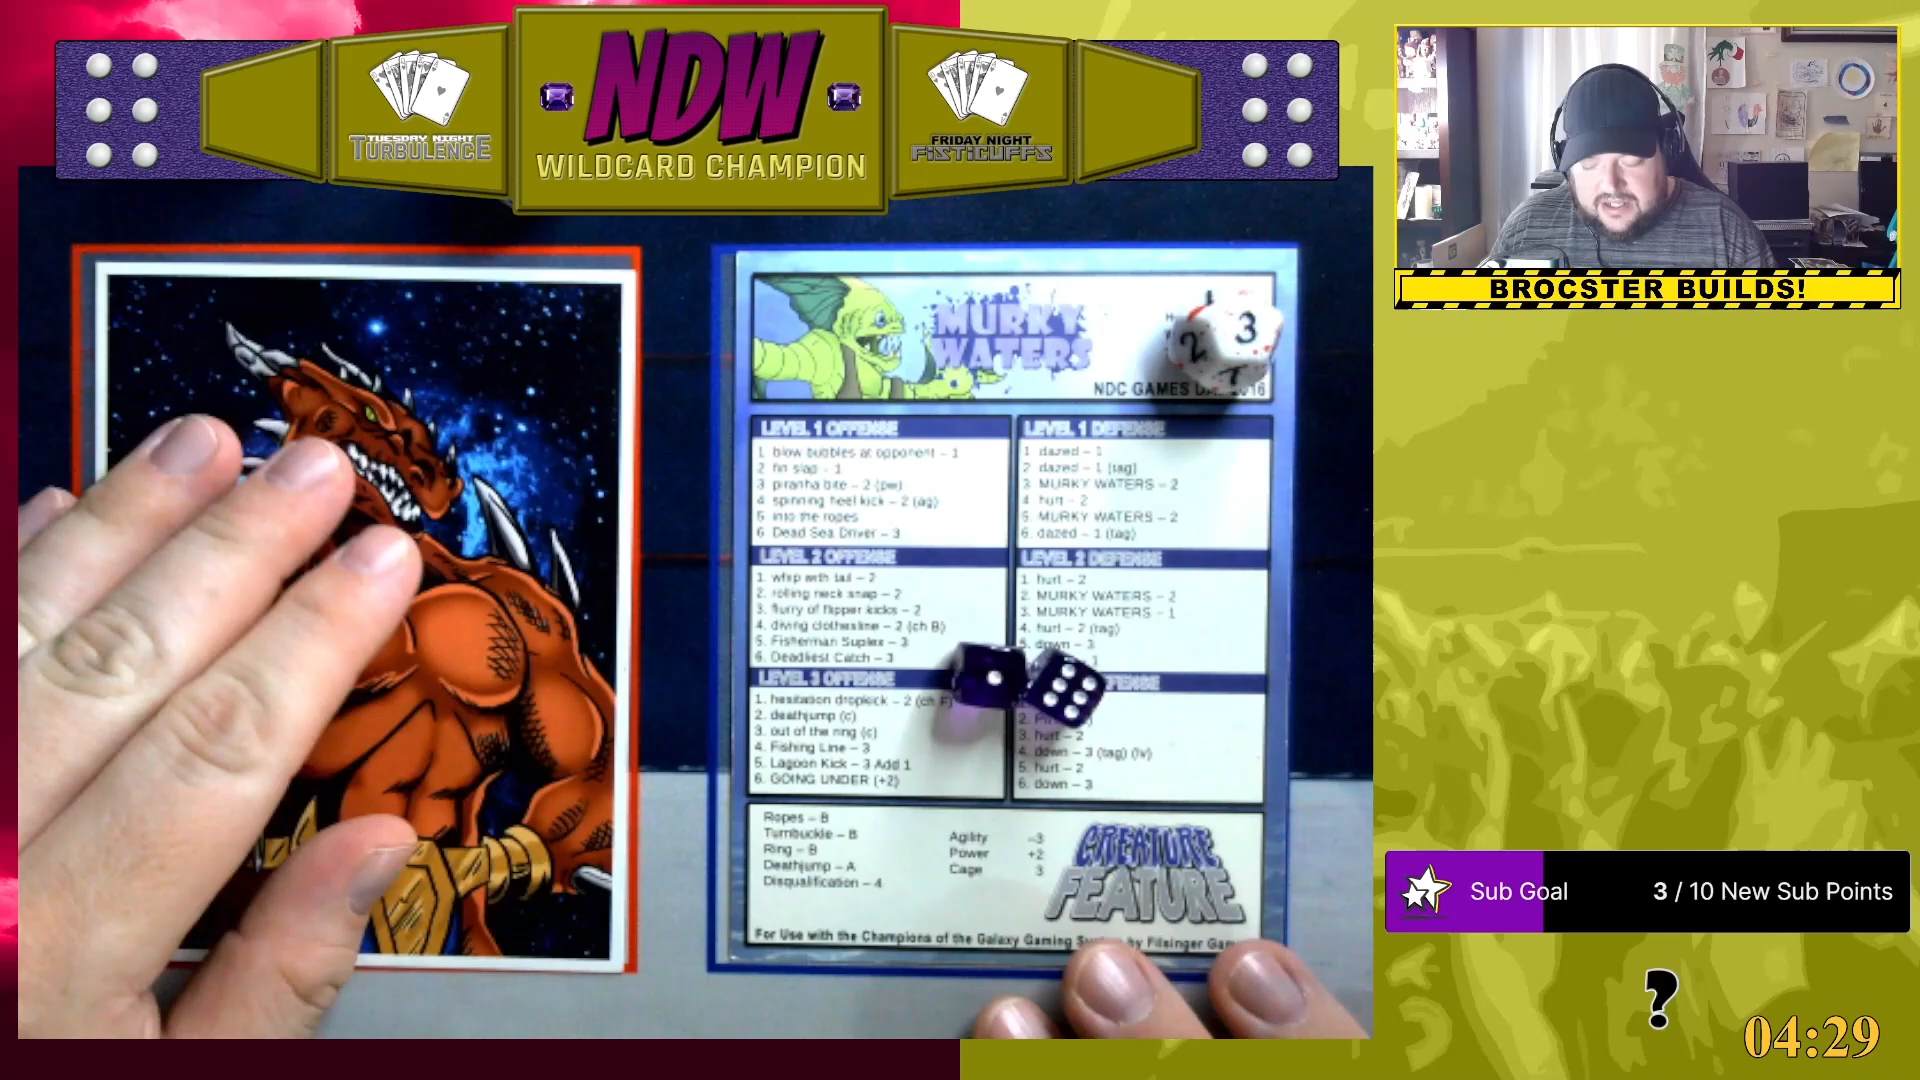 NDW
WILDCARD CHAMPION
TUESDAY NIGHT
TURBULENCE
FRIDAY NIGHT
FISTICUFFS
BROCSTER BUILDS!
MURKY
WATERS
2
3
NDC GAMES
LEVEL 1 OFFENSE
1. blow bubbles at opponent – 1
2. fin slap – 1
3. piranha bite – 2 (pw)
4. spinning heel kick – 2 (ag)
5. into the ropes
6. Dead Sea Driver – 3
LEVEL 2 OFFENSE
1. whip with tail – 2
2. rolling neck snap – 2
3. flurry of flipper kicks – 2
4. diving clothesline – 2 (ch B)
5. Fisherman Suplex – 3
6. Deadliest Catch – 3
LEVEL 3 OFFENSE
1. hesitation dropkick – 2 (ch
2. deathjump (c)
3. out of the ring (c)
4. Fishing Line – 3
5. Lagoon Kick – 3 Add 1
6. GOING UNDER (+2)
LEVEL 1 DEFENSE
1. dazed – 1
2. dazed – 1 (tag)
3. MURKY WATERS – 2
4. hurt – 2
5. MURKY WATERS – 2
6. dazed – 1 (tag)
LEVEL 2 DEFENSE
1. hurt – 2
2. MURKY WATERS – 2
3. MURKY WATERS – 1
4. hurt – 2 (tag)
5. down – 3
3. hurt – 2
4. down – 3 (tag) (lv)
5. hurt – 2
6. down – 3
Ropes – B
Turnbuckle – B
Ring – B
Deathjump – A
Disqualification – 4
Agility –3
Power +2
Cage 3
CREATURE
FEATURE
For Use with the Champions of the Galaxy Gaming by Filsinger
Sub Goal 3 / 10 New Sub Points
?
04:29